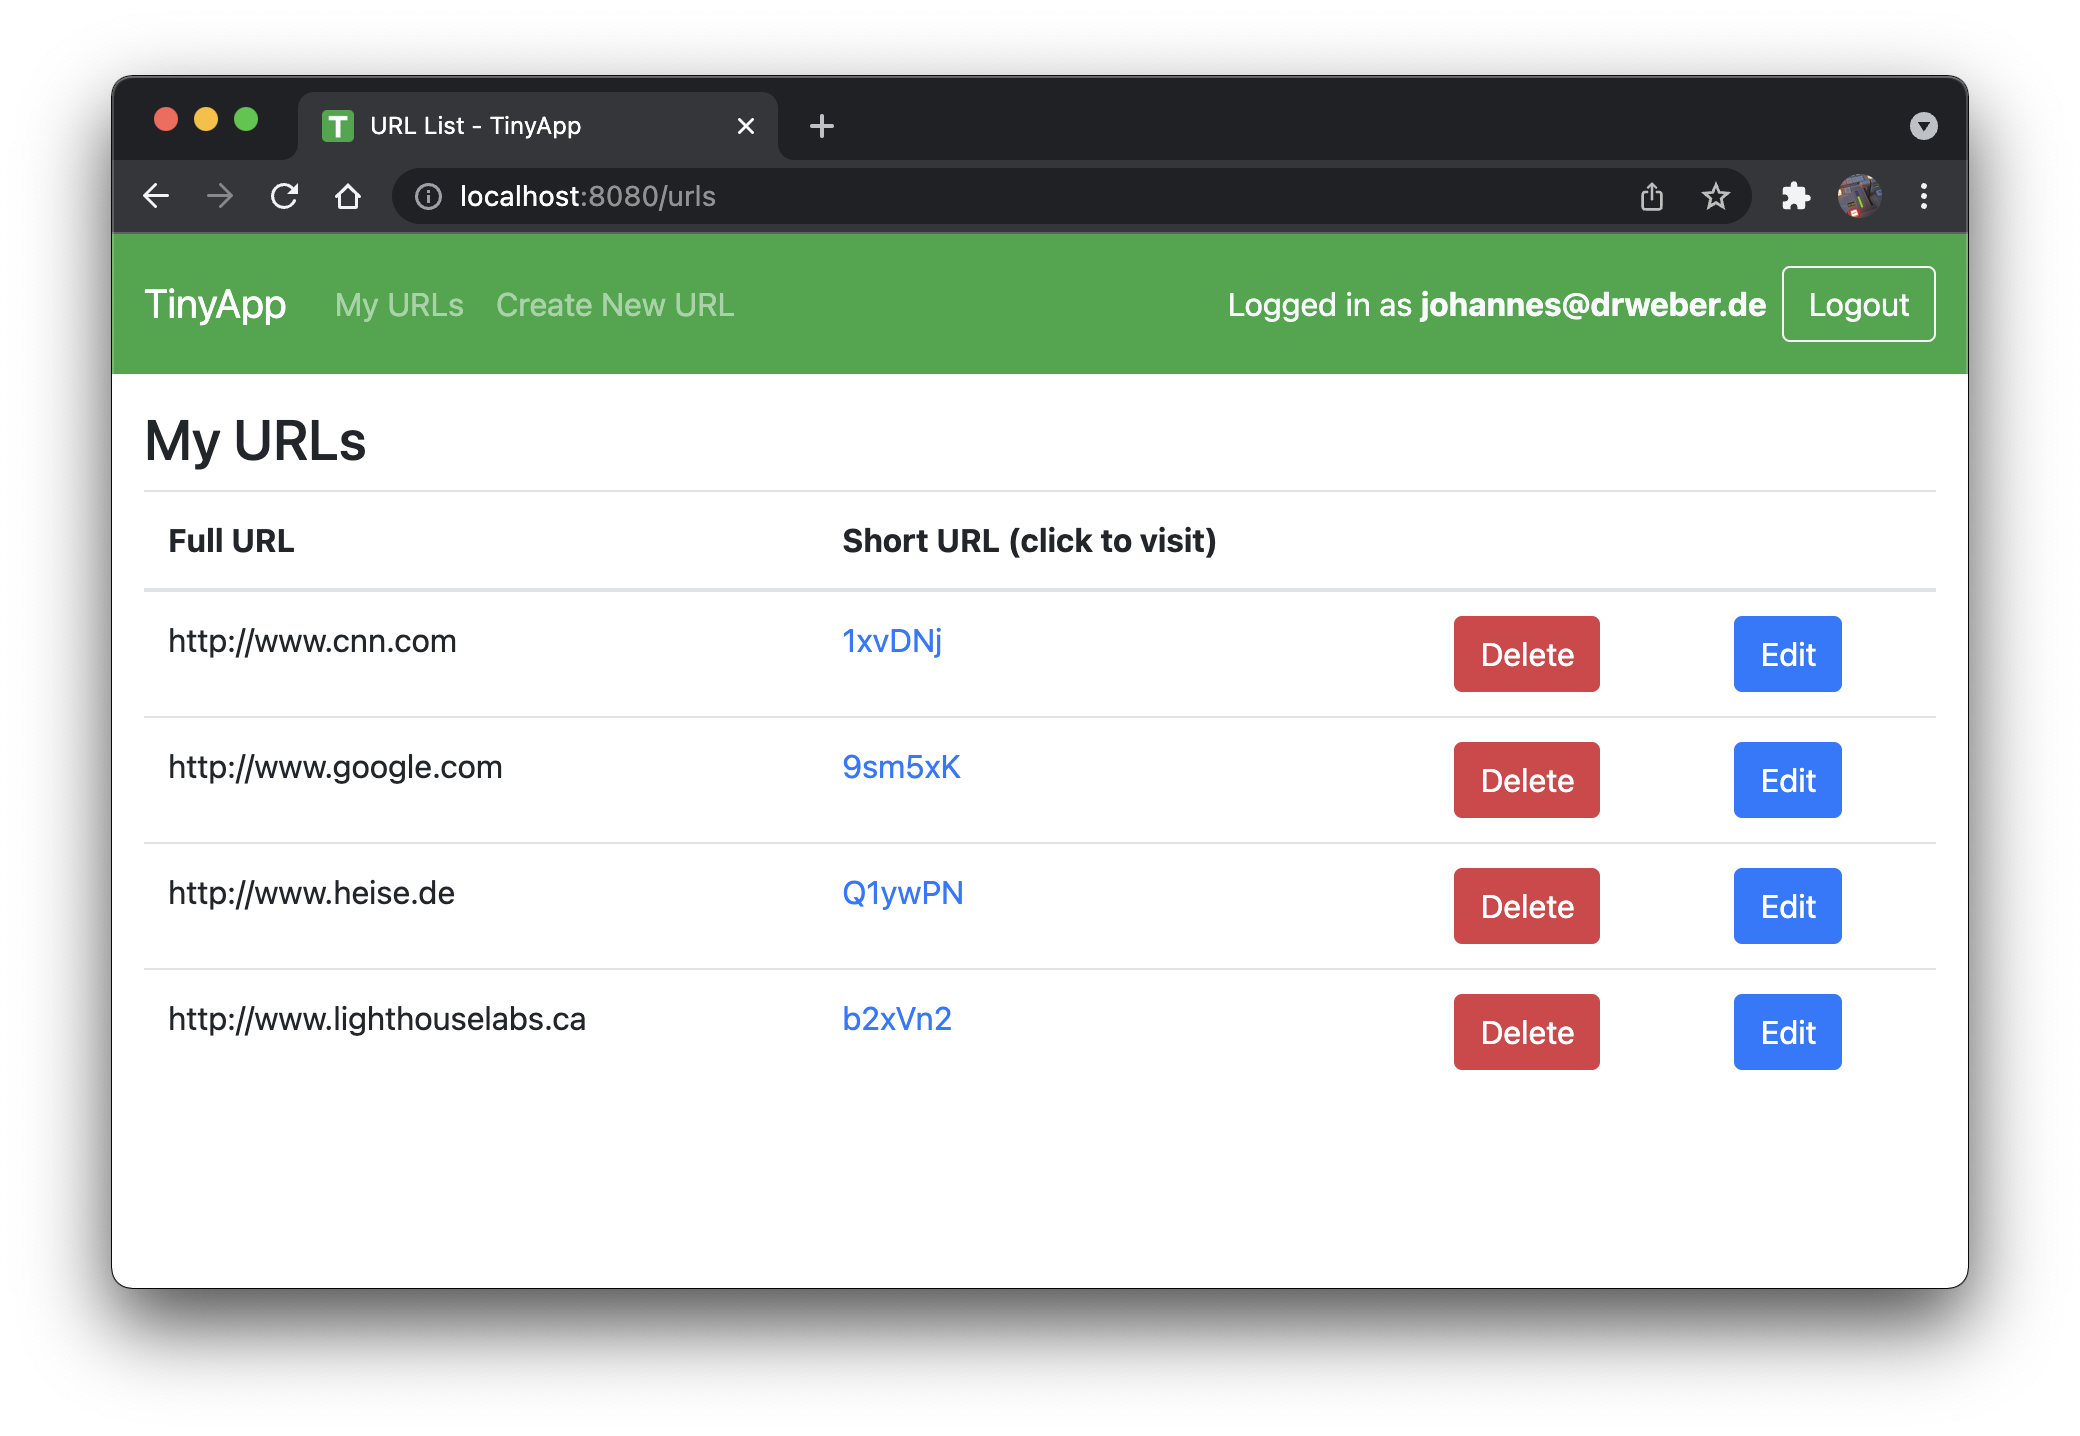 T URL List - TinyApp
localhost:8080/urls
TinyApp My URLs Create New URL Logged in as johannes@drweber.de Logout
My URLs
Full URL Short URL (click to visit)
http://www.cnn.com 1xvDNj Delete Edit
http://www.google.com 9sm5xK Delete Edit
http://www.heise.de Q1ywPN Delete Edit
http://www.lighthouselabs.ca b2xVn2 Delete Edit